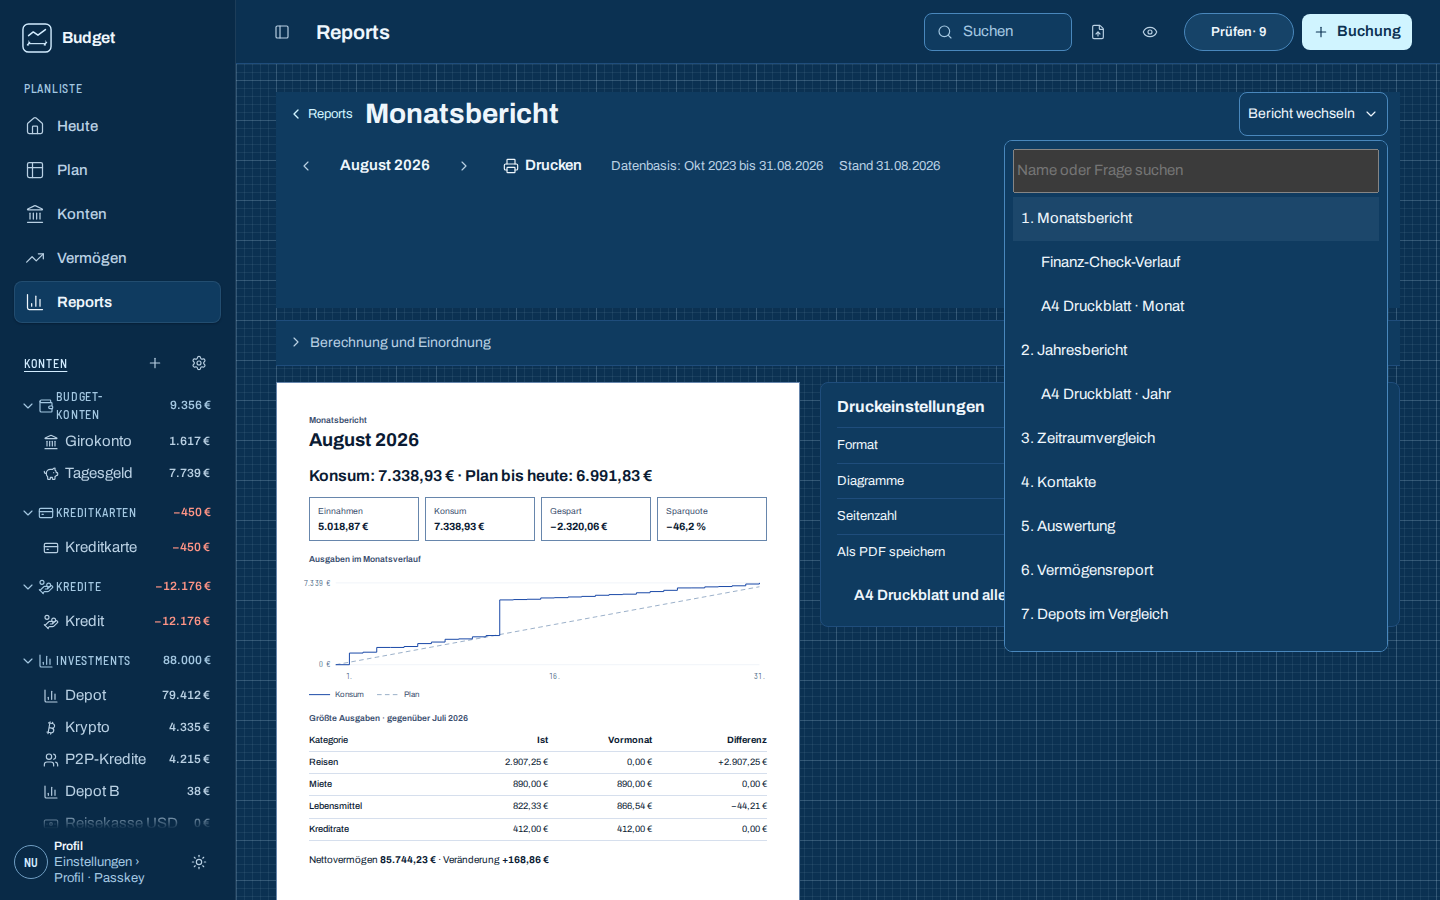 Budget
Reports
Suchen
Prüfen · 9
Buchung
PLANLISTE
Heute
Plan
Konten
Vermögen
Reports
KONTEN
BUDGET-
KONTEN
9.356 €
Girokonto 1.617 €
Tagesgeld 7.739 €
KREDITKARTEN −450 €
Kreditkarte −450 €
KREDITE −12.176 €
Kredit −12.176 €
INVESTMENTS 88.000 €
Depot 79.412 €
Krypto 4.335 €
P2P-Kredite 4.215 €
Depot B 38 €
Reisekasse USD 0 €
NU
Profil
Einstellungen ›
Profil · Passkey
Reports
Monatsbericht
Bericht wechseln
August 2026
Drucken
Datenbasis: Okt 2023 bis 31.08.2026
Stand 31.08.2026
Name oder Frage suchen
1. Monatsbericht
Finanz-Check-Verlauf
A4 Druckblatt · Monat
2. Jahresbericht
A4 Druckblatt · Jahr
3. Zeitraumvergleich
4. Kontakte
5. Auswertung
6. Vermögensreport
7. Depots im Vergleich
Berechnung und Einordnung
Monatsbericht
August 2026
Konsum: 7.338,93 € · Plan bis heute: 6.991,83 €
Einnahmen
5.018,87 €
Konsum
7.338,93 €
Gespart
−2.320,06 €
Sparquote
−46,2 %
Ausgaben im Monatsverlauf
7.339 €
0 €
1. 16. 31.
Konsum Plan
Größte Ausgaben · gegenüber Juli 2026
Kategorie Ist Vormonat Differenz
Reisen 2.907,25 € 0,00 € +2.907,25 €
Miete 890,00 € 890,00 € 0,00 €
Lebensmittel 822,33 € 866,54 € −44,21 €
Kreditrate 412,00 € 412,00 € 0,00 €
Nettovermögen 85.744,23 € · Veränderung +168,86 €
Druckeinstellungen
Format
Diagramme
Seitenzahl
Als PDF speichern
A4 Druckblatt und alle